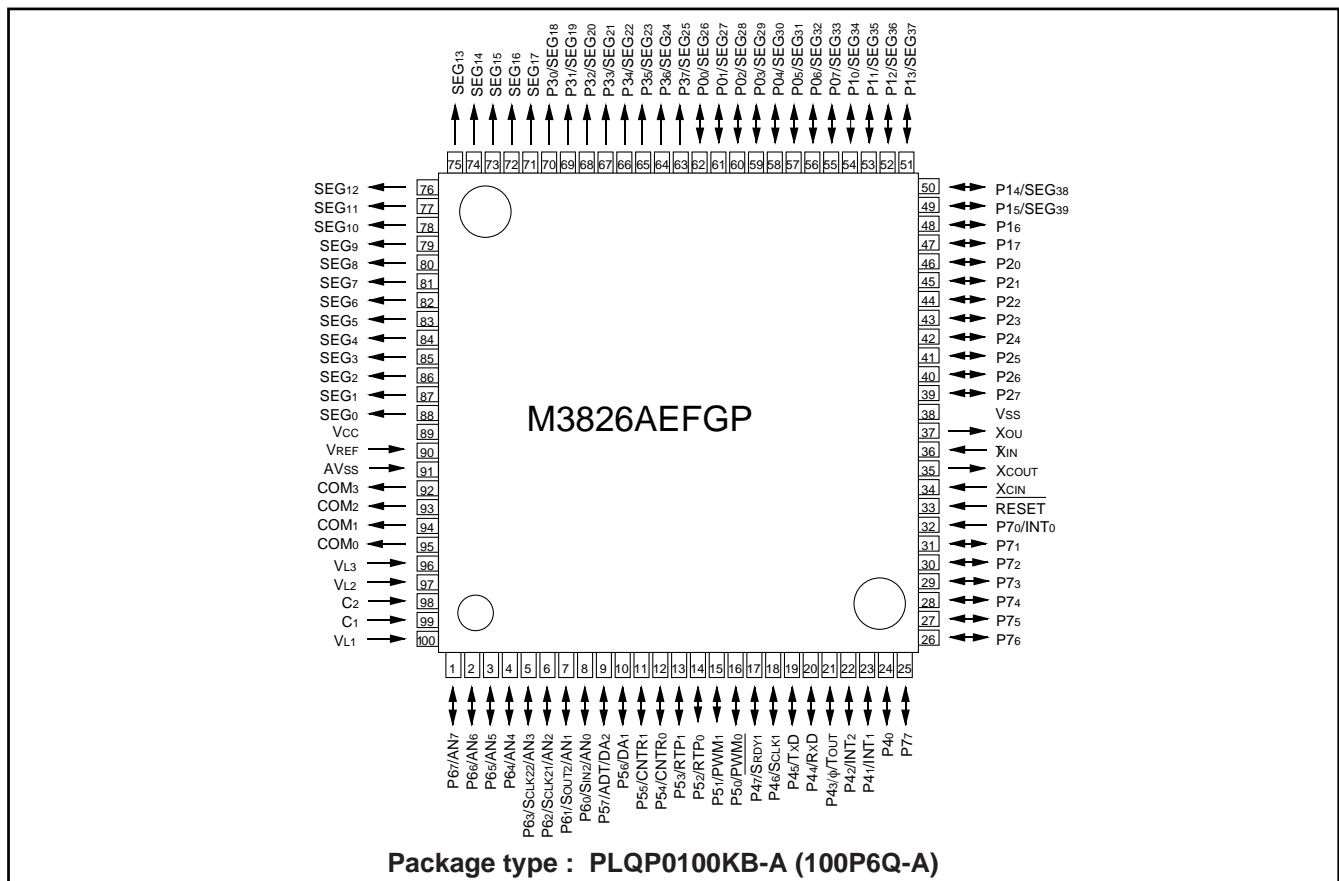 SEG13
SEG14
SEG15
SEG16
SEG17
P30/SEG18
P31/SEG19
P32/SEG20
P33/SEG21
P34/SEG22
P35/SEG23
P36/SEG24
P37/SEG25
P00/SEG26
P01/SEG27
P02/SEG28
P03/SEG29
P04/SEG30
P05/SEG31
P06/SEG32
P07/SEG33
P10/SEG34
P11/SEG35
P12/SEG36
P13/SEG37
75 74 73 72 71 70 69 68 67 66 65 64 63 62 61 60 59 58 57 56 55 54 53 52 51
SEG12 76
SEG11 77
SEG10 78
SEG9 79
SEG8 80
SEG7 81
SEG6 82
SEG5 83
SEG4 84
SEG3 85
SEG2 86
SEG1 87
SEG0 88
VCC 89
VREF 90
AVSS 91
COM3 92
COM2 93
COM1 94
COM0 95
VL3 96
VL2 97
C2 98
C1 99
VL1 100
M3826AEFGP
50 P14/SEG38
49 P15/SEG39
48 P16
47 P17
46 P20
45 P21
44 P22
43 P23
42 P24
41 P25
40 P26
39 P27
38 VSS
37 XOU
36 XIN
35 XCOUT
34 XCIN
33 RESET
32 P70/INT0
31 P71
30 P72
29 P73
28 P74
27 P75
26 P76
1 2 3 4 5 6 7 8 9 10 11 12 13 14 15 16 17 18 19 20 21 22 23 24 25
P67/AN7
P66/AN6
P65/AN5
P64/AN4
P63/SCLK22/AN3
P62/SCLK21/AN2
P61/SOUT2/AN1
P60/SIN2/AN0
P57/ADT/DA2
P56/DA1
P55/CNTR1
P54/CNTR0
P53/RTP1
P52/RTP0
P51/PWM1
P50/PWM0
P47/SRDY1
P46/SCLK1
P45/TXD
P44/RXD
P43/φ/TOUT
P42/INT2
P41/INT1
P40
P77
Package type : PLQP0100KB-A (100P6Q-A)